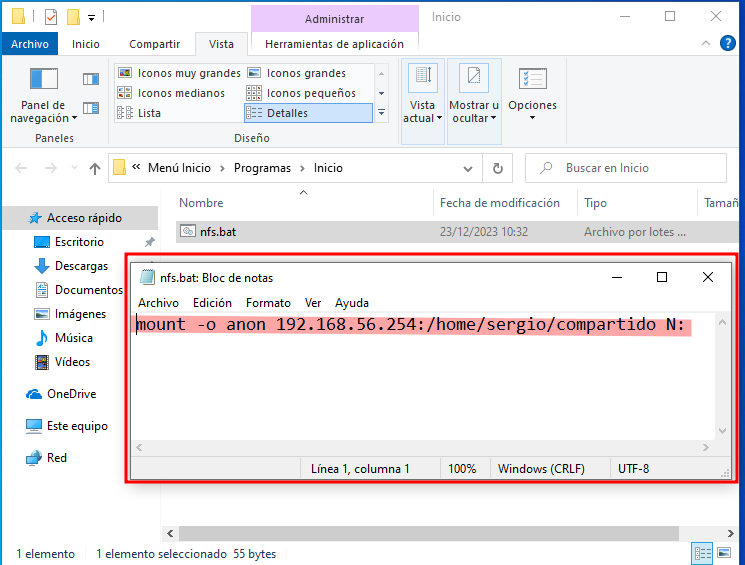 Administrar
Inicio
Archivo
Inicio
Compartir
Vista
Herramientas de aplicación
Panel de navegación
Paneles
Iconos muy grandes
Iconos grandes
Iconos medianos
Iconos pequeños
Lista
Detalles
Diseño
Vista actual
Mostrar u ocultar
Opciones
« Menú Inicio > Programas > Inicio
Buscar en Inicio
Nombre
Fecha de modificación
Tipo
Tamañ
nfs.bat
23/12/2023 10:32
Archivo por lotes ...
Acceso rápido
Escritorio
Descargas
Documentos
Imágenes
Música
Vídeos
OneDrive
Este equipo
Red
nfs.bat: Bloc de notas
Archivo Edición Formato Ver Ayuda
mount -o anon 192.168.56.254:/home/sergio/compartido N:
Línea 1, columna 1
100%
Windows (CRLF)
UTF-8
1 elemento
1 elemento seleccionado 55 bytes